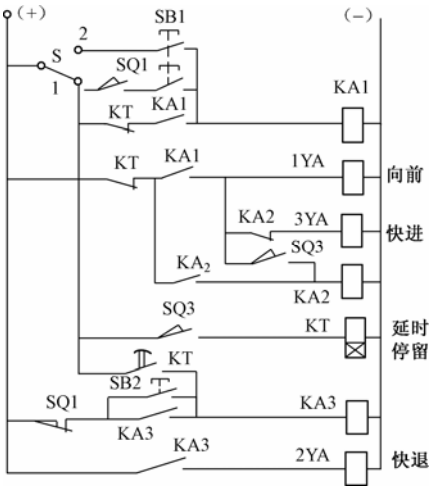 (+)
(−)
SB1
2
S
SQ1
1
KT
KA1
KA1
KT
KA1
1YA
向前
KA2
3YA
快进
SQ3
KA₂
KA2
SQ3
KT
延时
停留
KT
SB2
SQ1
KA3
KA3
KA3
2YA
快退